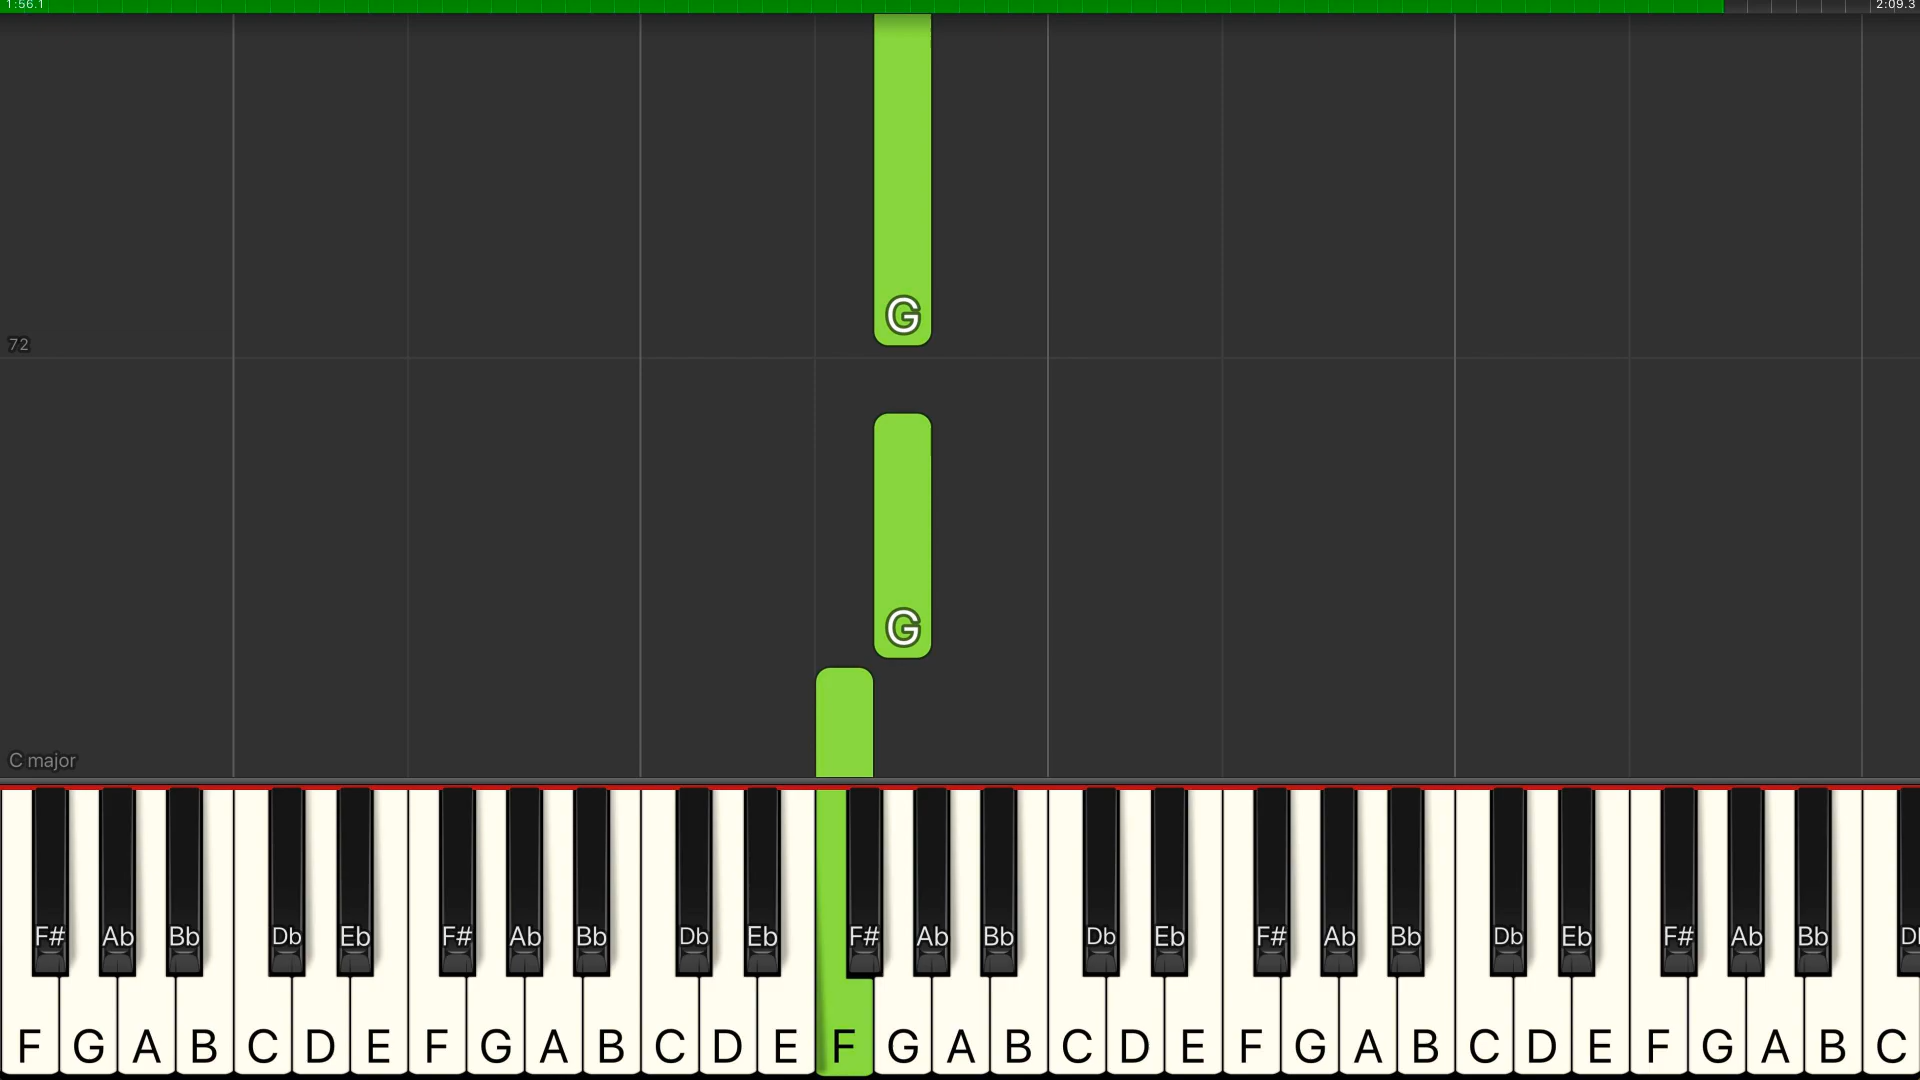 1:56.1 2:09.3
G
72
G
C major
F# Ab Bb Db Eb F# Ab Bb Db Eb F# Ab Bb Db Eb F# Ab Bb Db Eb F# Ab Bb
F G A B C D E F G A B C D E F G A B C D E F G A B C D E F G A B C